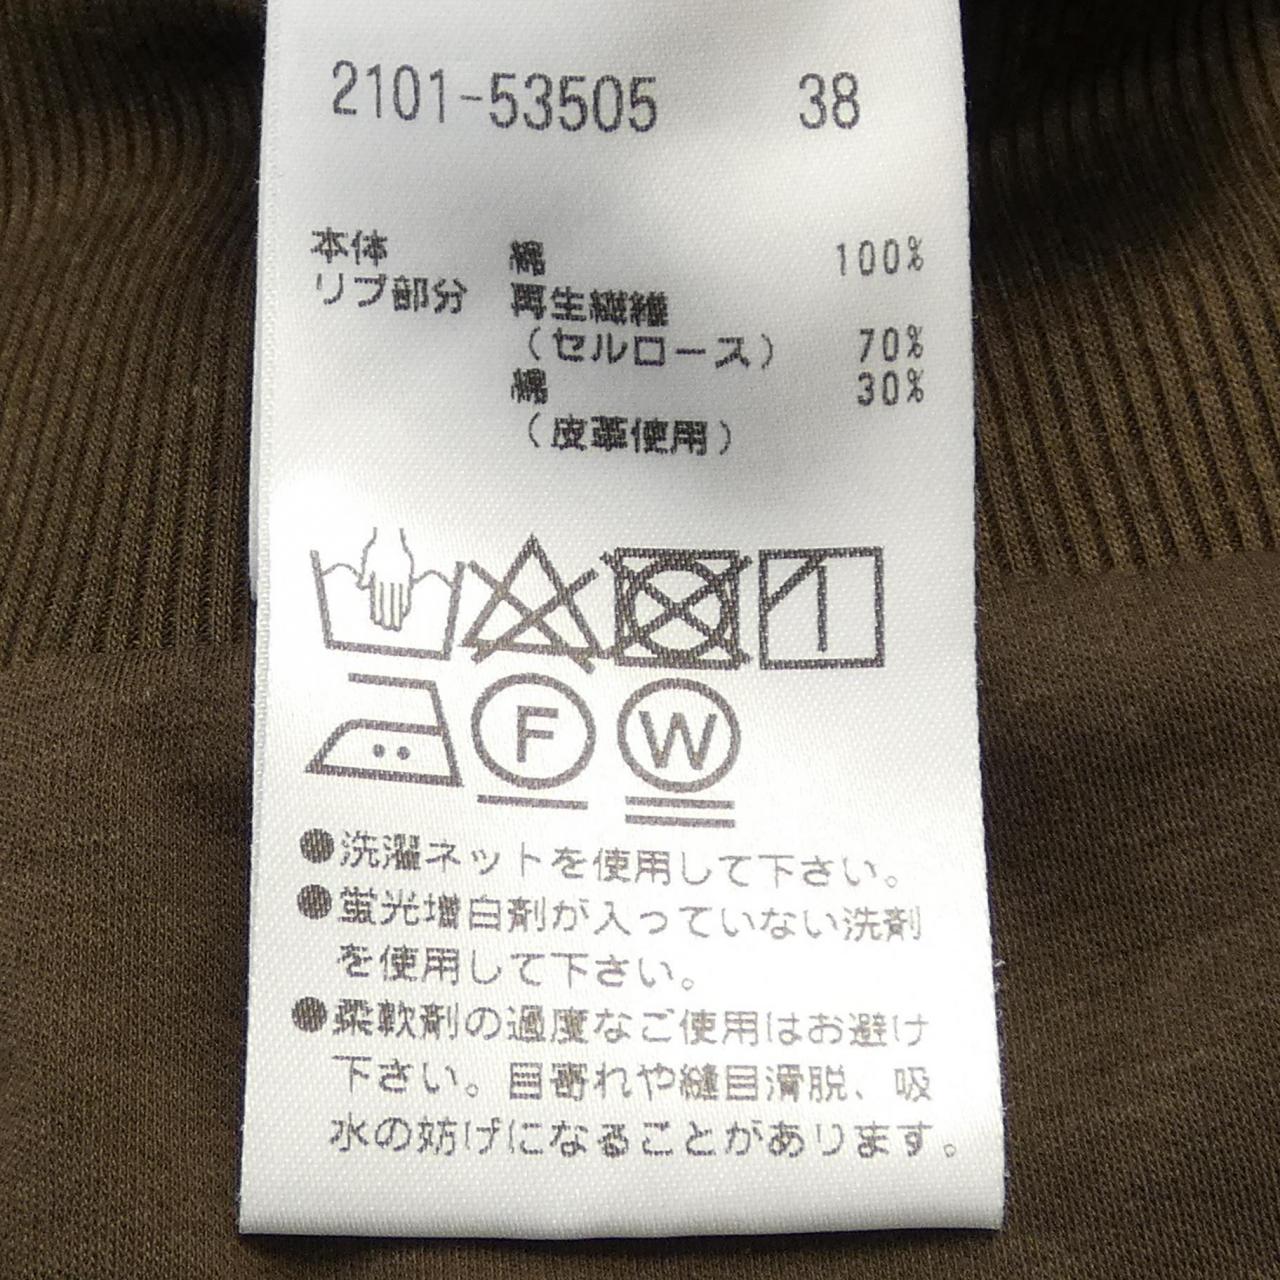 2101-53505 38
本体 綿 100%
リブ部分 再生繊維
(セルロース) 70%
綿 30%
(皮革使用)
F W
●洗濯ネットを使用して下さい。
●蛍光増白剤が入っていない洗剤
を使用して下さい。
●柔軟剤の過度なご使用はお避け
下さい。目寄れや縫目滑脱、吸
水の妨げになることがあります。